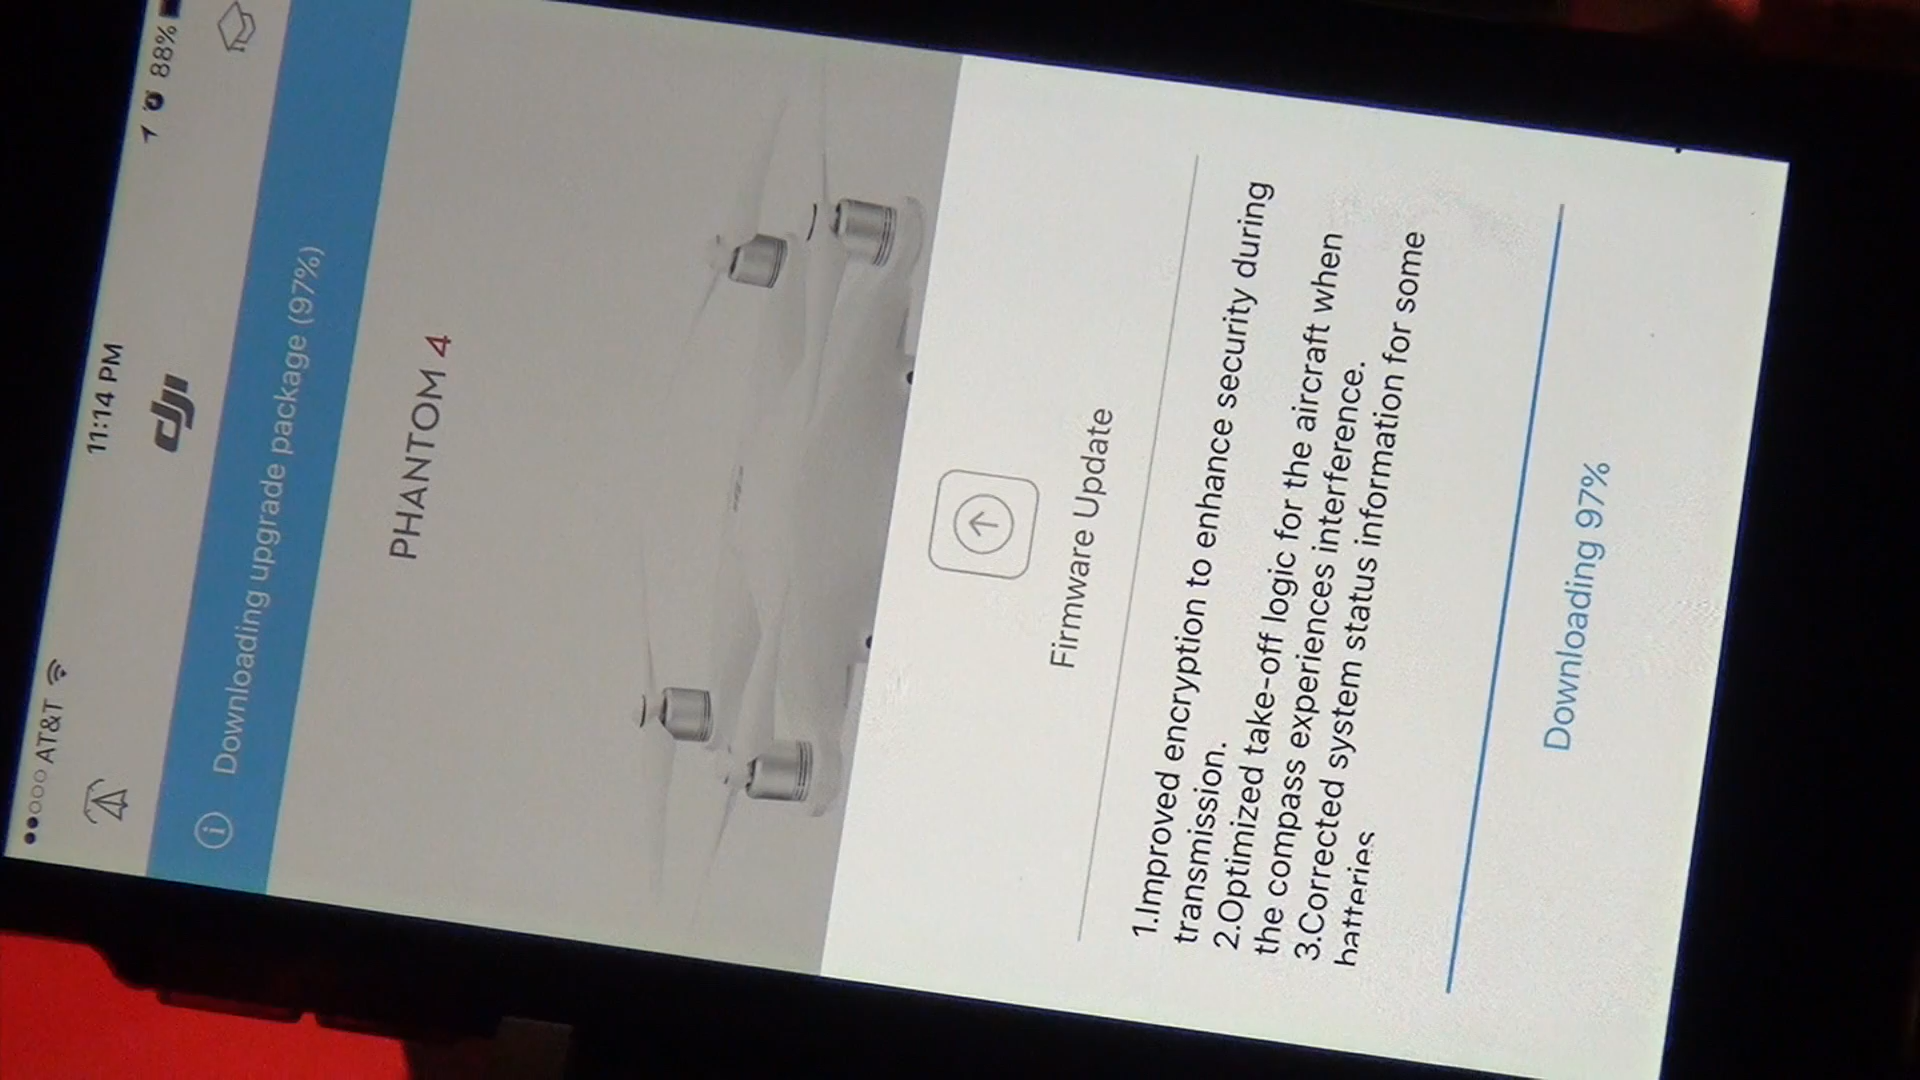 AT&T 11:14 PM 88%
dji
Downloading upgrade package (97%)
PHANTOM 4
Firmware Update
1.Improved encryption to enhance security during
transmission.
2.Optimized take-off logic for the aircraft when
the compass experiences interference.
3.Corrected system status information for some
batteries
Downloading 97%